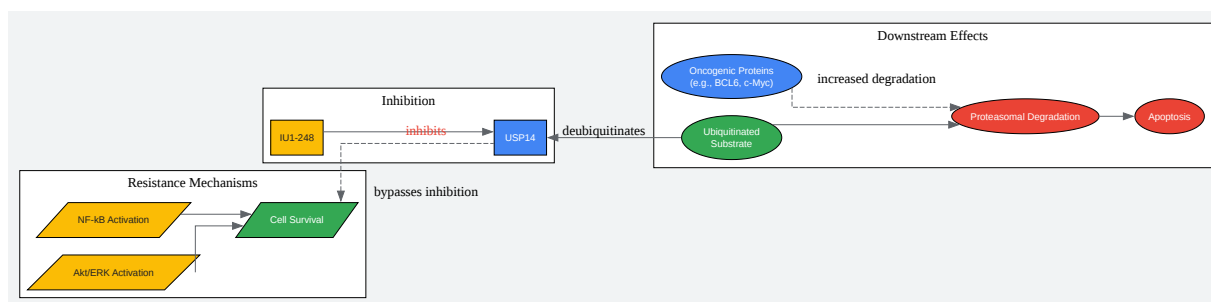 Downstream Effects
Oncogenic Proteins
(e.g., BCL6, c-Myc)
increased degradation
Proteasomal Degradation
Apoptosis
Ubiquitinated
Substrate
Inhibition
IU1-248
inhibits
USP14
deubiquitinates
bypasses inhibition
Resistance Mechanisms
NF-kB Activation
Cell Survival
Akt/ERK Activation